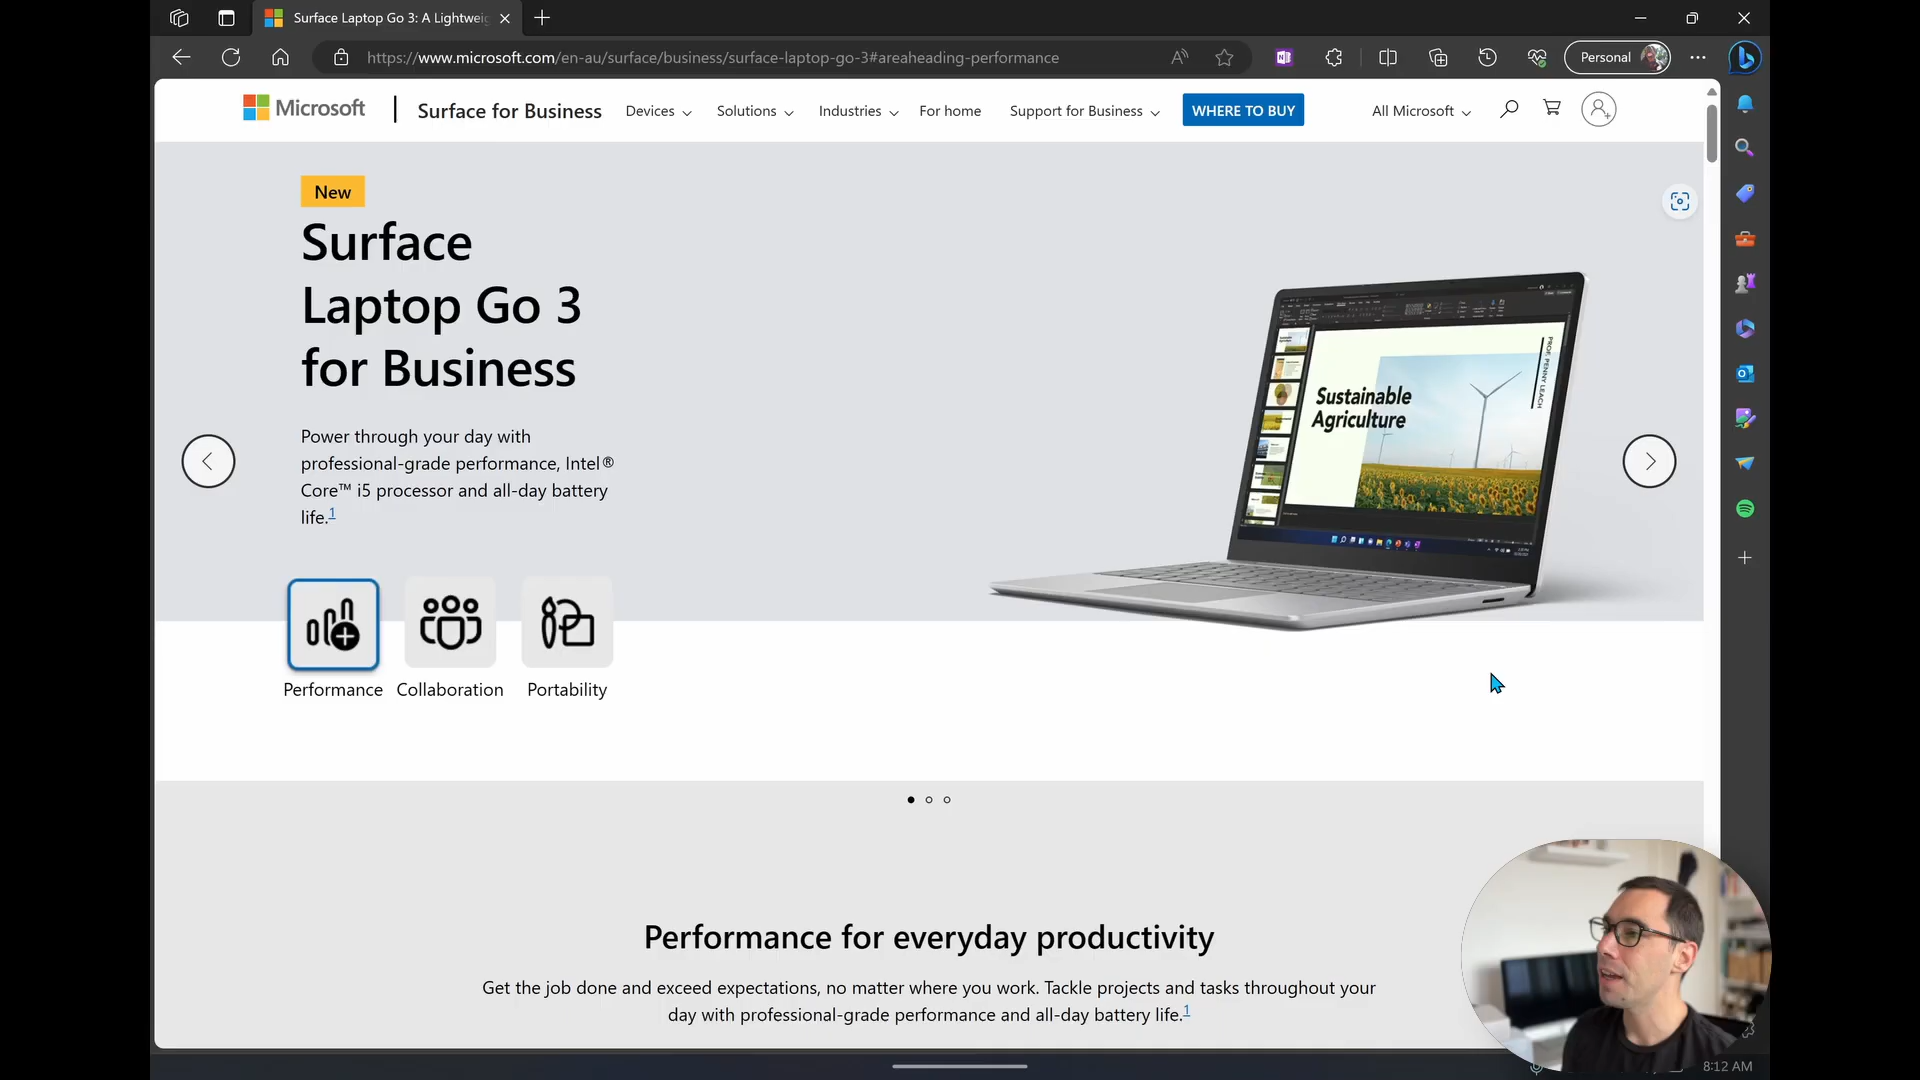 Surface Laptop Go 3: A Lightweig
https://www.microsoft.com/en-au/surface/business/surface-laptop-go-3#areaheading-performance
Personal
Microsoft
Surface for Business
Devices
Solutions
Industries
For home
Support for Business
WHERE TO BUY
All Microsoft
New
Surface
Laptop Go 3
for Business
Power through your day with
professional-grade performance, Intel®
Core™ i5 processor and all-day battery
life.1
Sustainable
Agriculture
PROF. PENNY LEACH
Performance
Collaboration
Portability
Performance for everyday productivity
Get the job done and exceed expectations, no matter where you work. Tackle projects and tasks throughout your
day with professional-grade performance and all-day battery life.1
8:12 AM